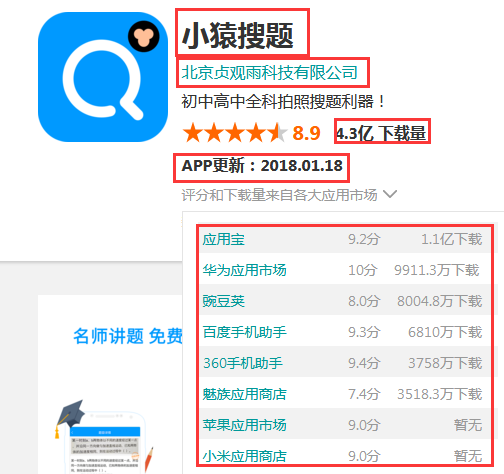 小猿搜题
北京贞观雨科技有限公司
初中高中全科拍照搜题利器！
8.9 4.3亿 下载量
APP更新：2018.01.18
评分和下载量来自各大应用市场
应用宝 9.2分 1.1亿下载
华为应用市场 10分 9911.3万下载
豌豆荚 8.0分 8004.8万下载
百度手机助手 9.3分 6810万下载
名师讲题 免费
360手机助手 9.4分 3758万下载
魅族应用商店 7.4分 3518.3万下载
苹果应用市场 9.0分 暂无
小米应用商店 9.0分 暂无